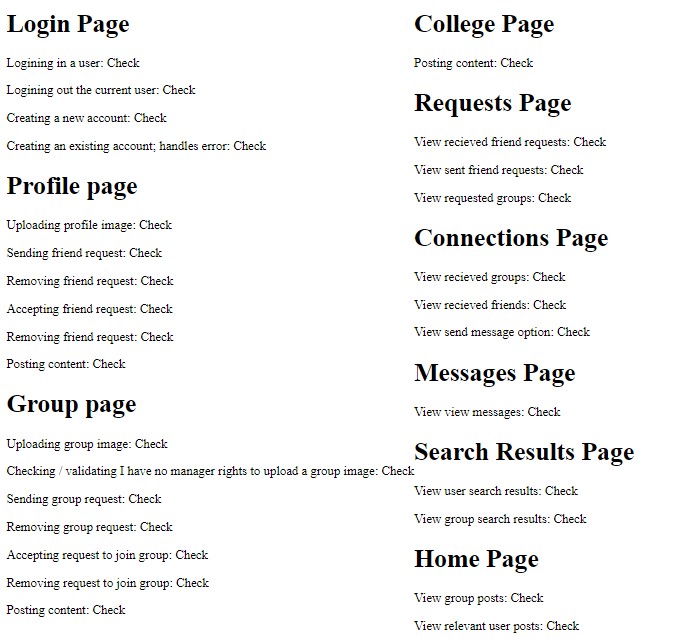 Login Page
Logining in a user: Check
Logining out the current user: Check
Creating a new account: Check
Creating an existing account; handles error: Check
Profile page
Uploading profile image: Check
Sending friend request: Check
Removing friend request: Check
Accepting friend request: Check
Removing friend request: Check
Posting content: Check
Group page
Uploading group image: Check
Checking / validating I have no manager rights to upload a group image: Check
Sending group request: Check
Removing group request: Check
Accepting request to join group: Check
Removing request to join group: Check
Posting content: Check
College Page
Posting content: Check
Requests Page
View recieved friend requests: Check
View sent friend requests: Check
View requested groups: Check
Connections Page
View recieved groups: Check
View recieved friends: Check
View send message option: Check
Messages Page
View view messages: Check
Search Results Page
View user search results: Check
View group search results: Check
Home Page
View group posts: Check
View relevant user posts: Check